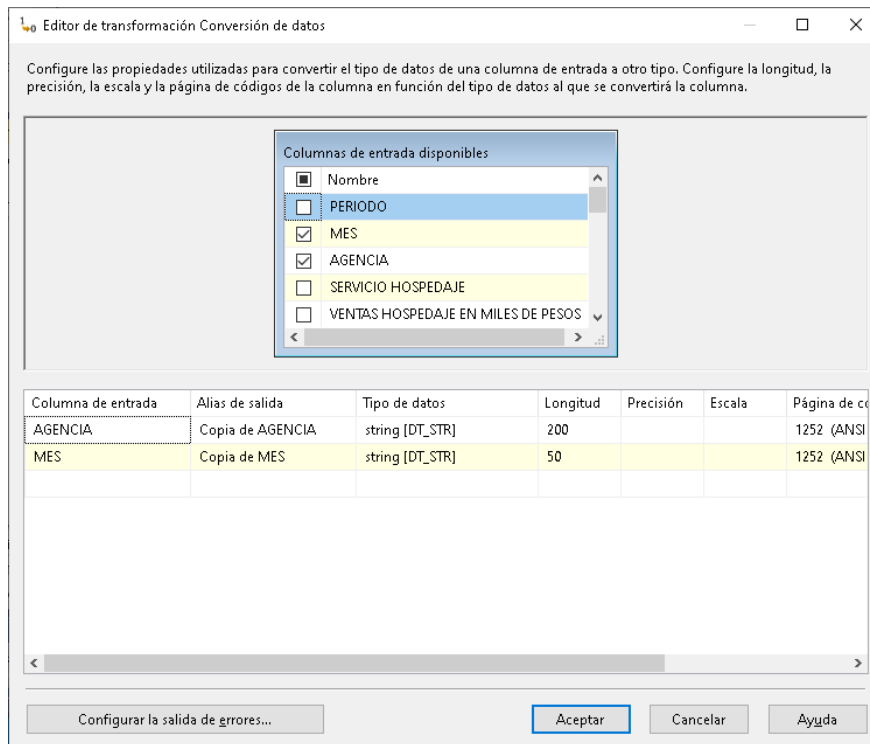 Editor de transformación Conversión de datos
Configure las propiedades utilizadas para convertir el tipo de datos de una columna de entrada a otro tipo. Configure la longitud, la
precisión, la escala y la página de códigos de la columna en función del tipo de datos al que se convertirá la columna.
Columnas de entrada disponibles
Nombre
PERIODO
MES
AGENCIA
SERVICIO HOSPEDAJE
VENTAS HOSPEDAJE EN MILES DE PESOS
Columna de entrada Alias de salida Tipo de datos Longitud Precisión Escala Página de
AGENCIA Copia de AGENCIA string [DT_STR] 200 1252 (ANSI
MES Copia de MES string [DT_STR] 50 1252 (ANSI
Configurar la salida de errores... Aceptar Cancelar Ayuda